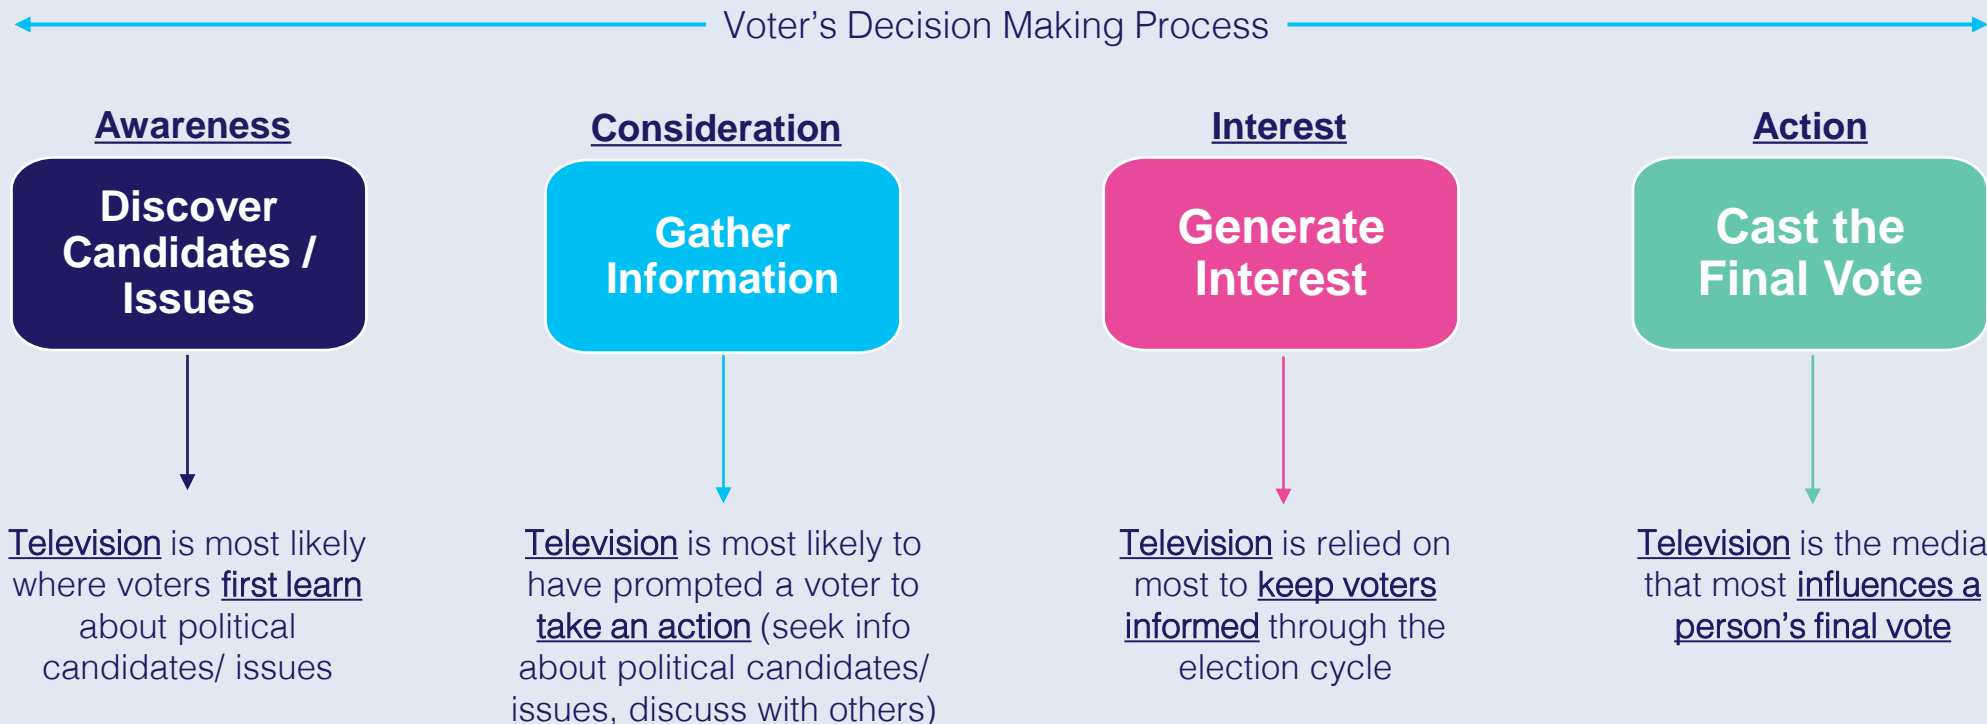 Voter's Decision Making Process
Awareness
Discover
Candidates /
Issues
Television is most likely
where voters first learn
about political
candidates/ issues
Consideration
Gather
Information
Television is most likely to
have prompted a voter to
take an action (seek info
about political candidates/
issues, discuss with others)
Interest
Generate
Interest
Television is relied on
most to keep voters
informed through the
election cycle
Action
Cast the
Final Vote
Television is the media
that most influences a
person's final vote